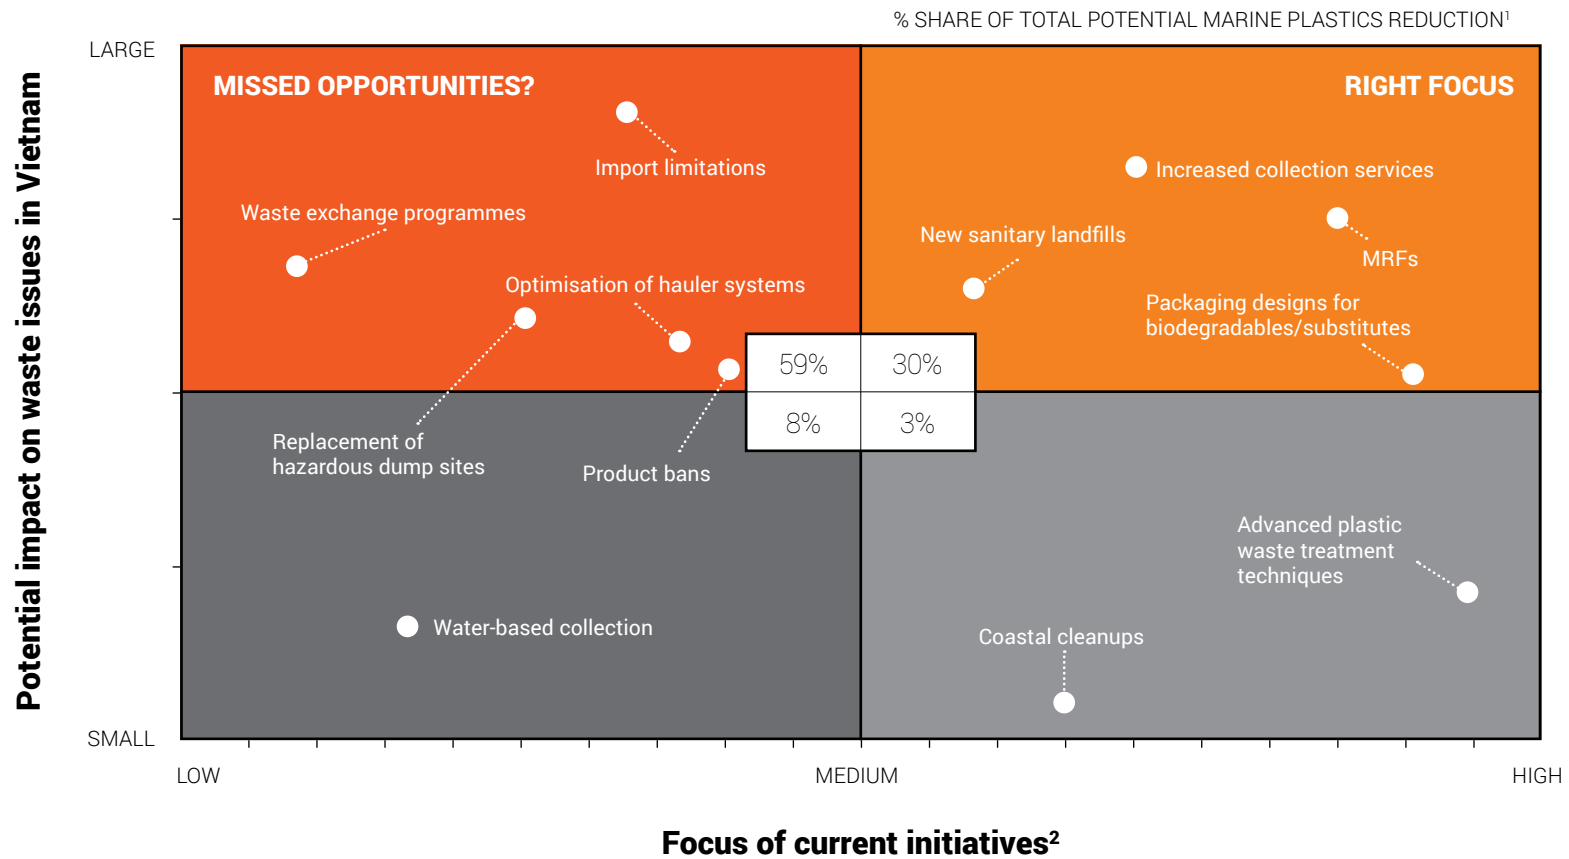 % SHARE OF TOTAL POTENTIAL MARINE PLASTICS REDUCTION¹
LARGE
MISSED OPPORTUNITIES?
RIGHT FOCUS
Import limitations
Increased collection services
Waste exchange programmes
New sanitary landfills
MRFs
Optimisation of hauler systems
Packaging designs for
biodegradables/substitutes
59%
30%
8%
3%
Replacement of
hazardous dump sites
Product bans
Advanced plastic
waste treatment
techniques
Water-based collection
Coastal cleanups
SMALL
LOW
MEDIUM
HIGH
Potential impact on waste issues in Vietnam
Focus of current initiatives²